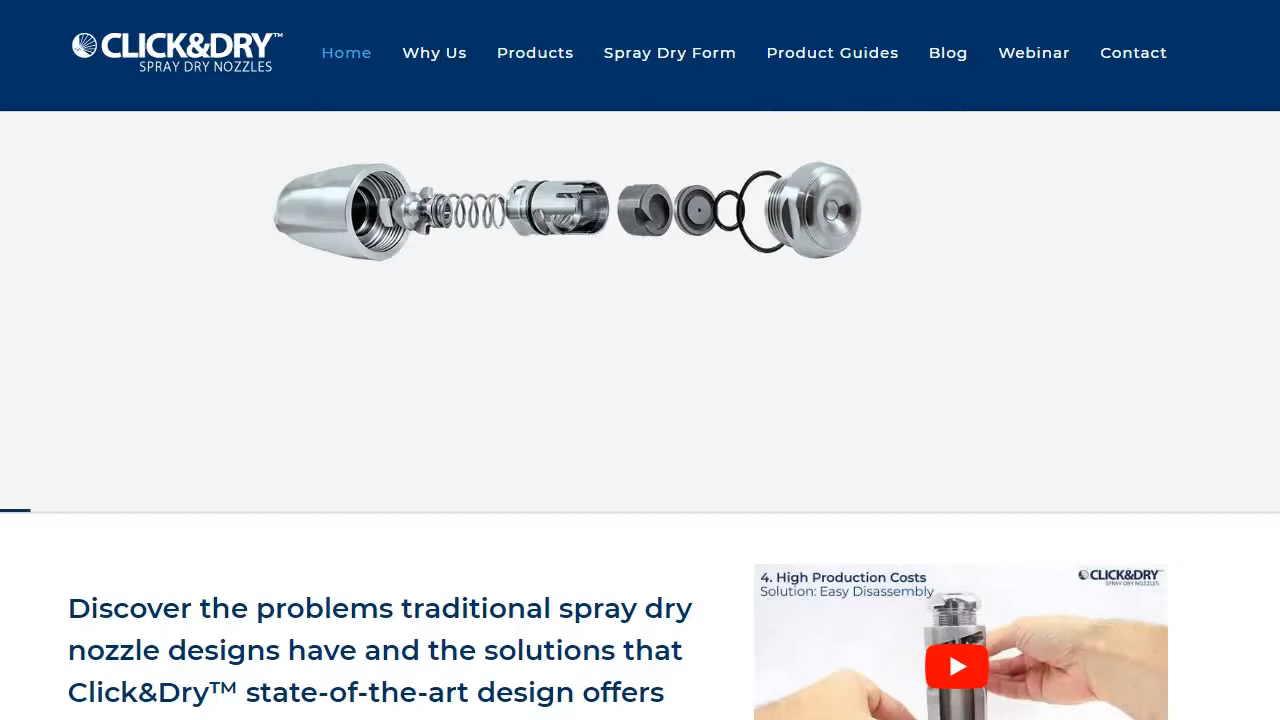 CLICK&DRY™
SPRAY DRY NOZZLES
Home Why Us Products Spray Dry Form Product Guides Blog Webinar Contact
Discover the problems traditional spray dry
nozzle designs have and the solutions that
Click&Dry™ state-of-the-art design offers
4. High Production Costs
Solution: Easy Disassembly
CLICK&DRY™
SPRAY DRY NOZZLES